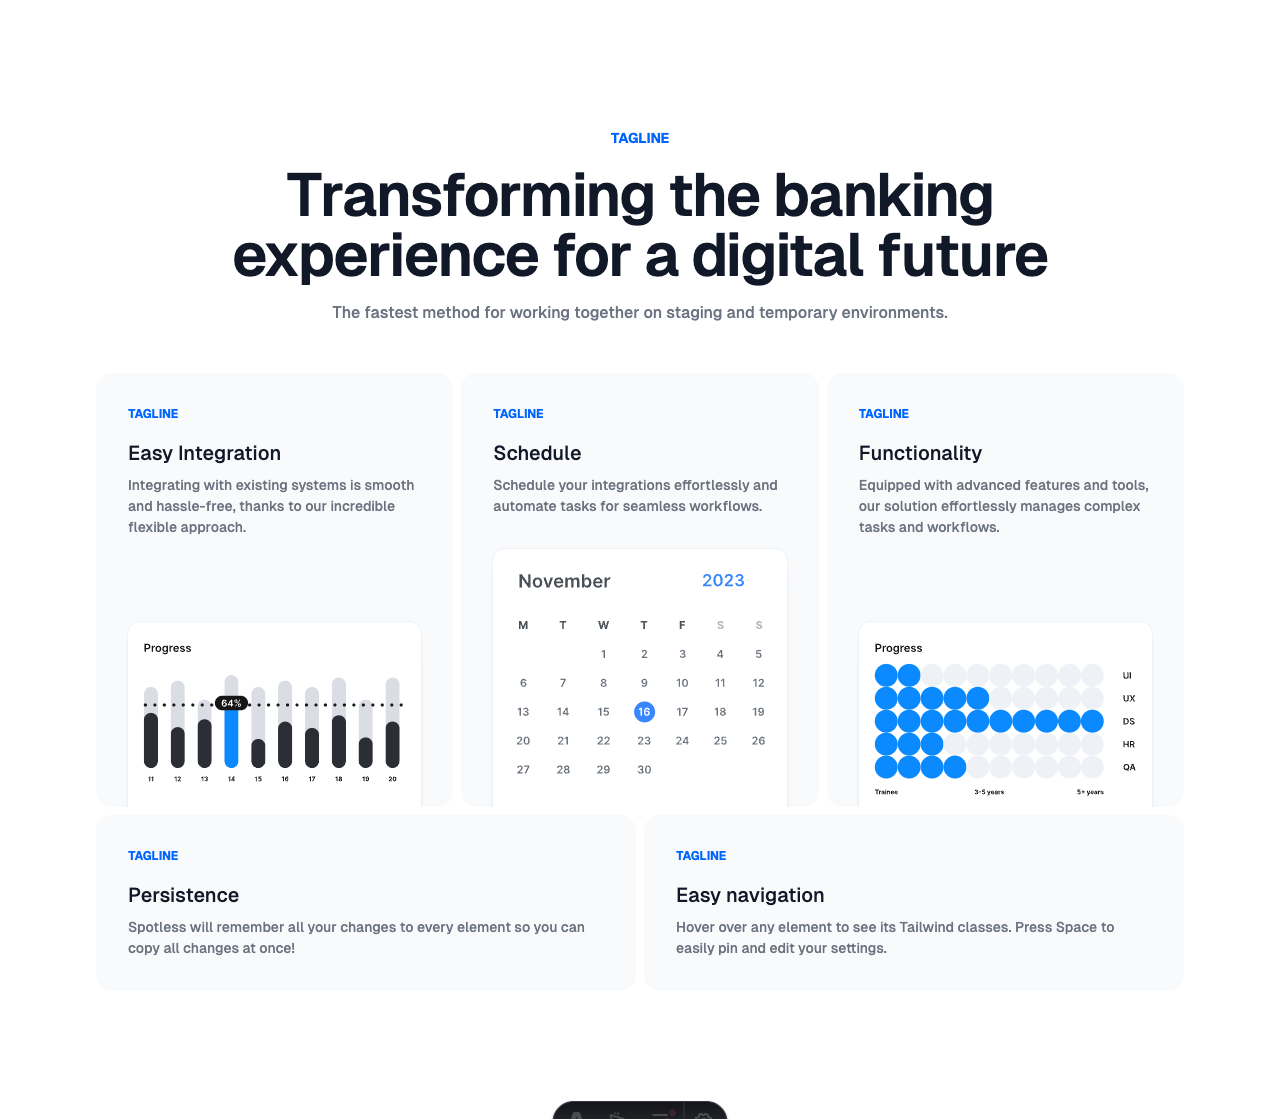 TAGLINE
Transforming the banking
experience for a digital future
The fastest method for working together on staging and temporary environments.
TAGLINE
Easy Integration
Integrating with existing systems is smooth
and hassle-free, thanks to our incredible
flexible approach.
Progress
64%
11 12 13 14 15 16 17 18 19 20
TAGLINE
Schedule
Schedule your integrations effortlessly and
automate tasks for seamless workflows.
November 2023
M T W T F S S
1 2 3 4 5
6 7 8 9 10 11 12
13 14 15 16 17 18 19
20 21 22 23 24 25 26
27 28 29 30
TAGLINE
Functionality
Equipped with advanced features and tools,
our solution effortlessly manages complex
tasks and workflows.
Progress
UI
UX
DS
HR
QA
Trainee 3-5 years 5+ years
TAGLINE
Persistence
Spotless will remember all your changes to every element so you can
copy all changes at once!
TAGLINE
Easy navigation
Hover over any element to see its Tailwind classes. Press Space to
easily pin and edit your settings.